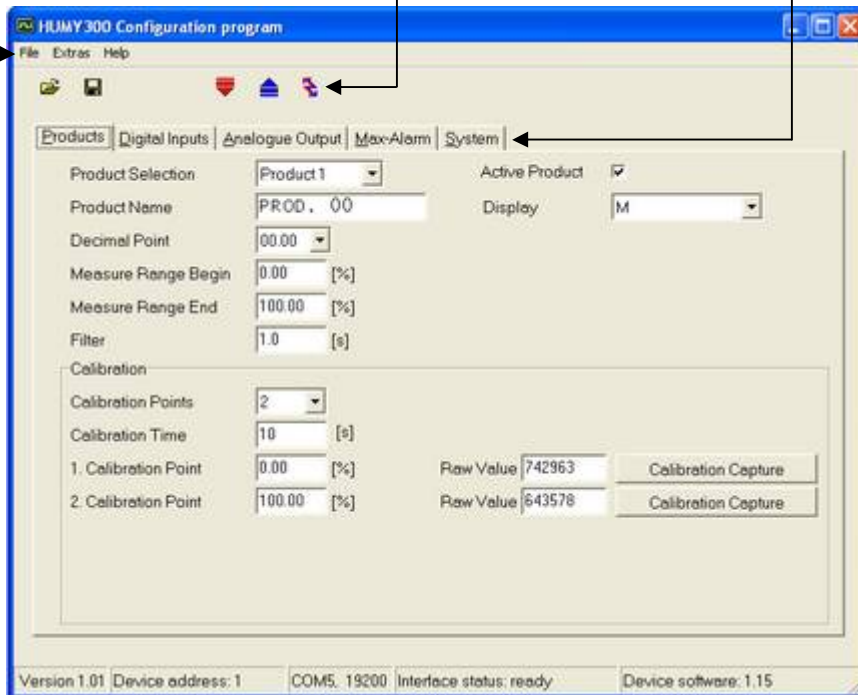 HUMY300 Configuration program
File Extras Help
Products Digital Inputs Analogue Output Max-Alarm System
Product Selection Product1 Active Product
Product Name PROD. 00 Display M
Decimal Point 00.00
Measure Range Begin 0.00 [%]
Measure Range End 100.00 [%]
Filter 1.0 [s]
Calibration
Calibration Points 2
Calibration Time 10 [s]
1. Calibration Point 0.00 [%] Raw Value 742963 Calibration Capture
2. Calibration Point 100.00 [%] Raw Value 643578 Calibration Capture
Version 1.01 Device address: 1 COM5, 19200 Interface status: ready Device software: 1.15